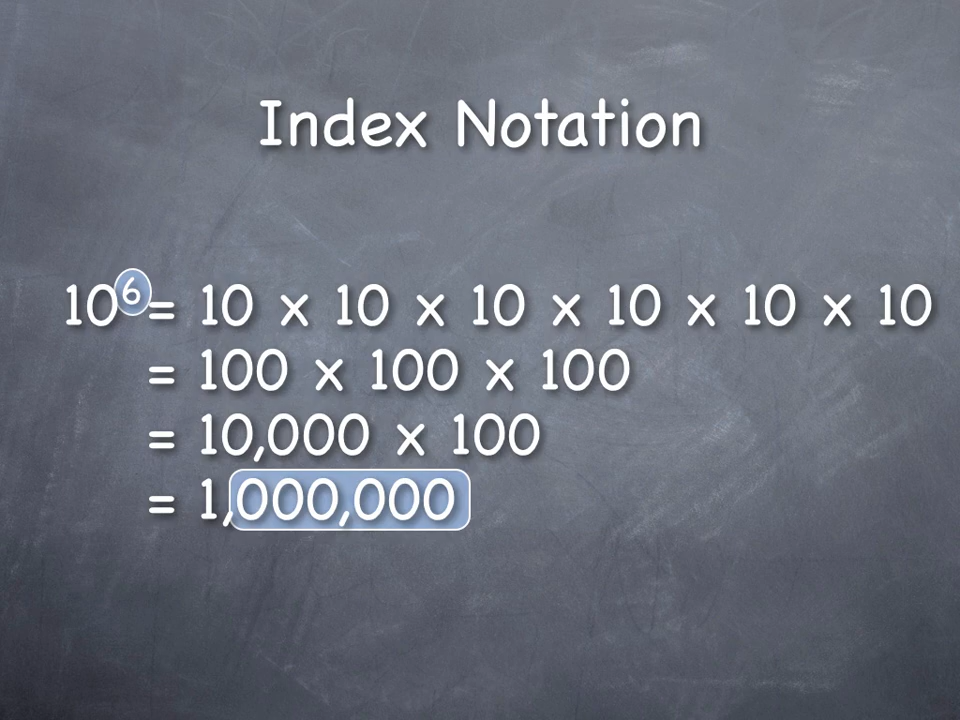 Index Notation
10⁶ = 10 x 10 x 10 x 10 x 10 x 10
= 100 x 100 x 100
= 10,000 x 100
= 1,000,000